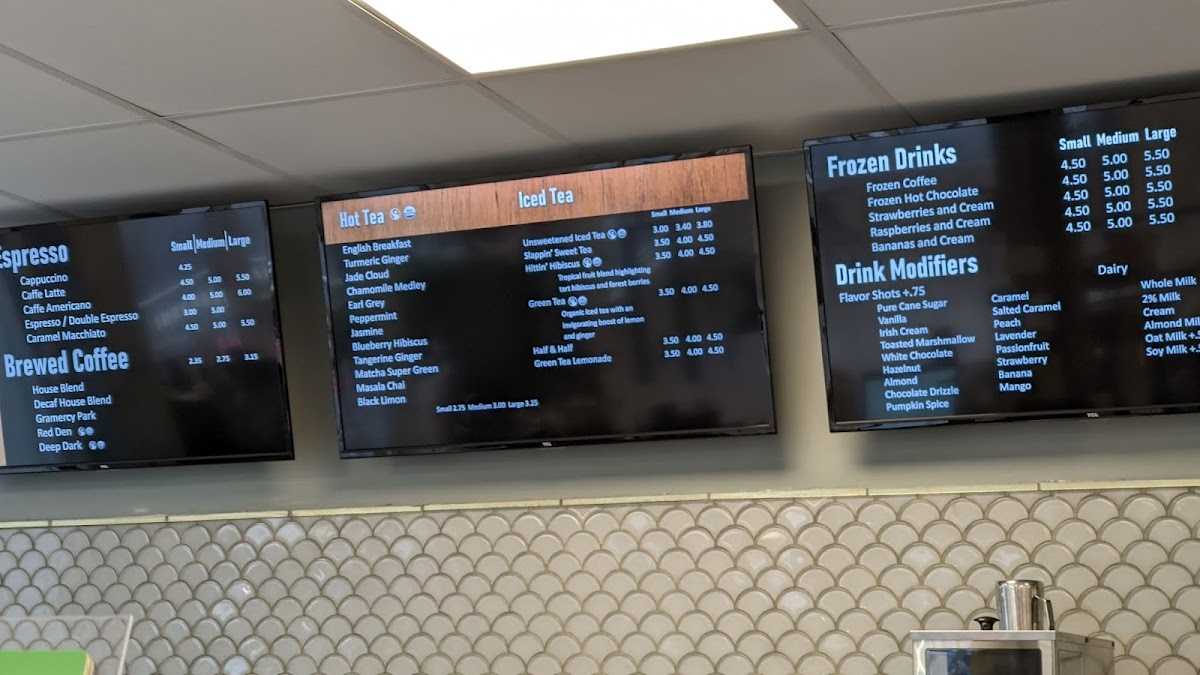 Espresso
Small|Medium|Large
Cappuccino 4.25
Caffe Latte 4.50 5.00 5.50
Caffe Americano 4.00 5.00 6.00
Espresso / Double Espresso 3.00 5.00
Caramel Macchiato 4.50 5.00 5.50
Brewed Coffee
2.35 2.75 3.15
House Blend
Decaf House Blend
Gramercy Park
Red Den
Deep Dark
TCL
Hot Tea
English Breakfast
Turmeric Ginger
Jade Cloud
Chamomile Medley
Earl Grey
Peppermint
Jasmine
Blueberry Hibiscus
Tangerine Ginger
Matcha Super Green
Masala Chai
Black Limon
Small 2.75 Medium 3.00 Large 3.25
Iced Tea
Small Medium Large
Unsweetened Iced Tea 3.00 3.40 3.80
Slappin' Sweet Tea 3.50 4.00 4.50
Hittin' Hibiscus 3.50 4.00 4.50
Tropical fruit blend highlighting
tart hibiscus and forest berries
Green Tea 3.50 4.00 4.50
Organic iced tea with an
invigorating boost of lemon
and ginger
Half & Half 3.50 4.00 4.50
Green Tea Lemonade 3.50 4.00 4.50
TCL
Frozen Drinks
Small Medium Large
Frozen Coffee 4.50 5.00 5.50
Frozen Hot Chocolate 4.50 5.00 5.50
Strawberries and Cream 4.50 5.00 5.50
Raspberries and Cream 4.50 5.00 5.50
Bananas and Cream 4.50 5.00 5.50
Drink Modifiers
Flavor Shots +.75
Pure Cane Sugar
Vanilla
Irish Cream
Toasted Marshmallow
White Chocolate
Hazelnut
Almond
Chocolate Drizzle
Pumpkin Spice
Caramel
Salted Caramel
Peach
Lavender
Passionfruit
Strawberry
Banana
Mango
Dairy
Whole Milk
2% Milk
Cream
Almond Milk
Oat Milk +.
Soy Milk +.
TCL